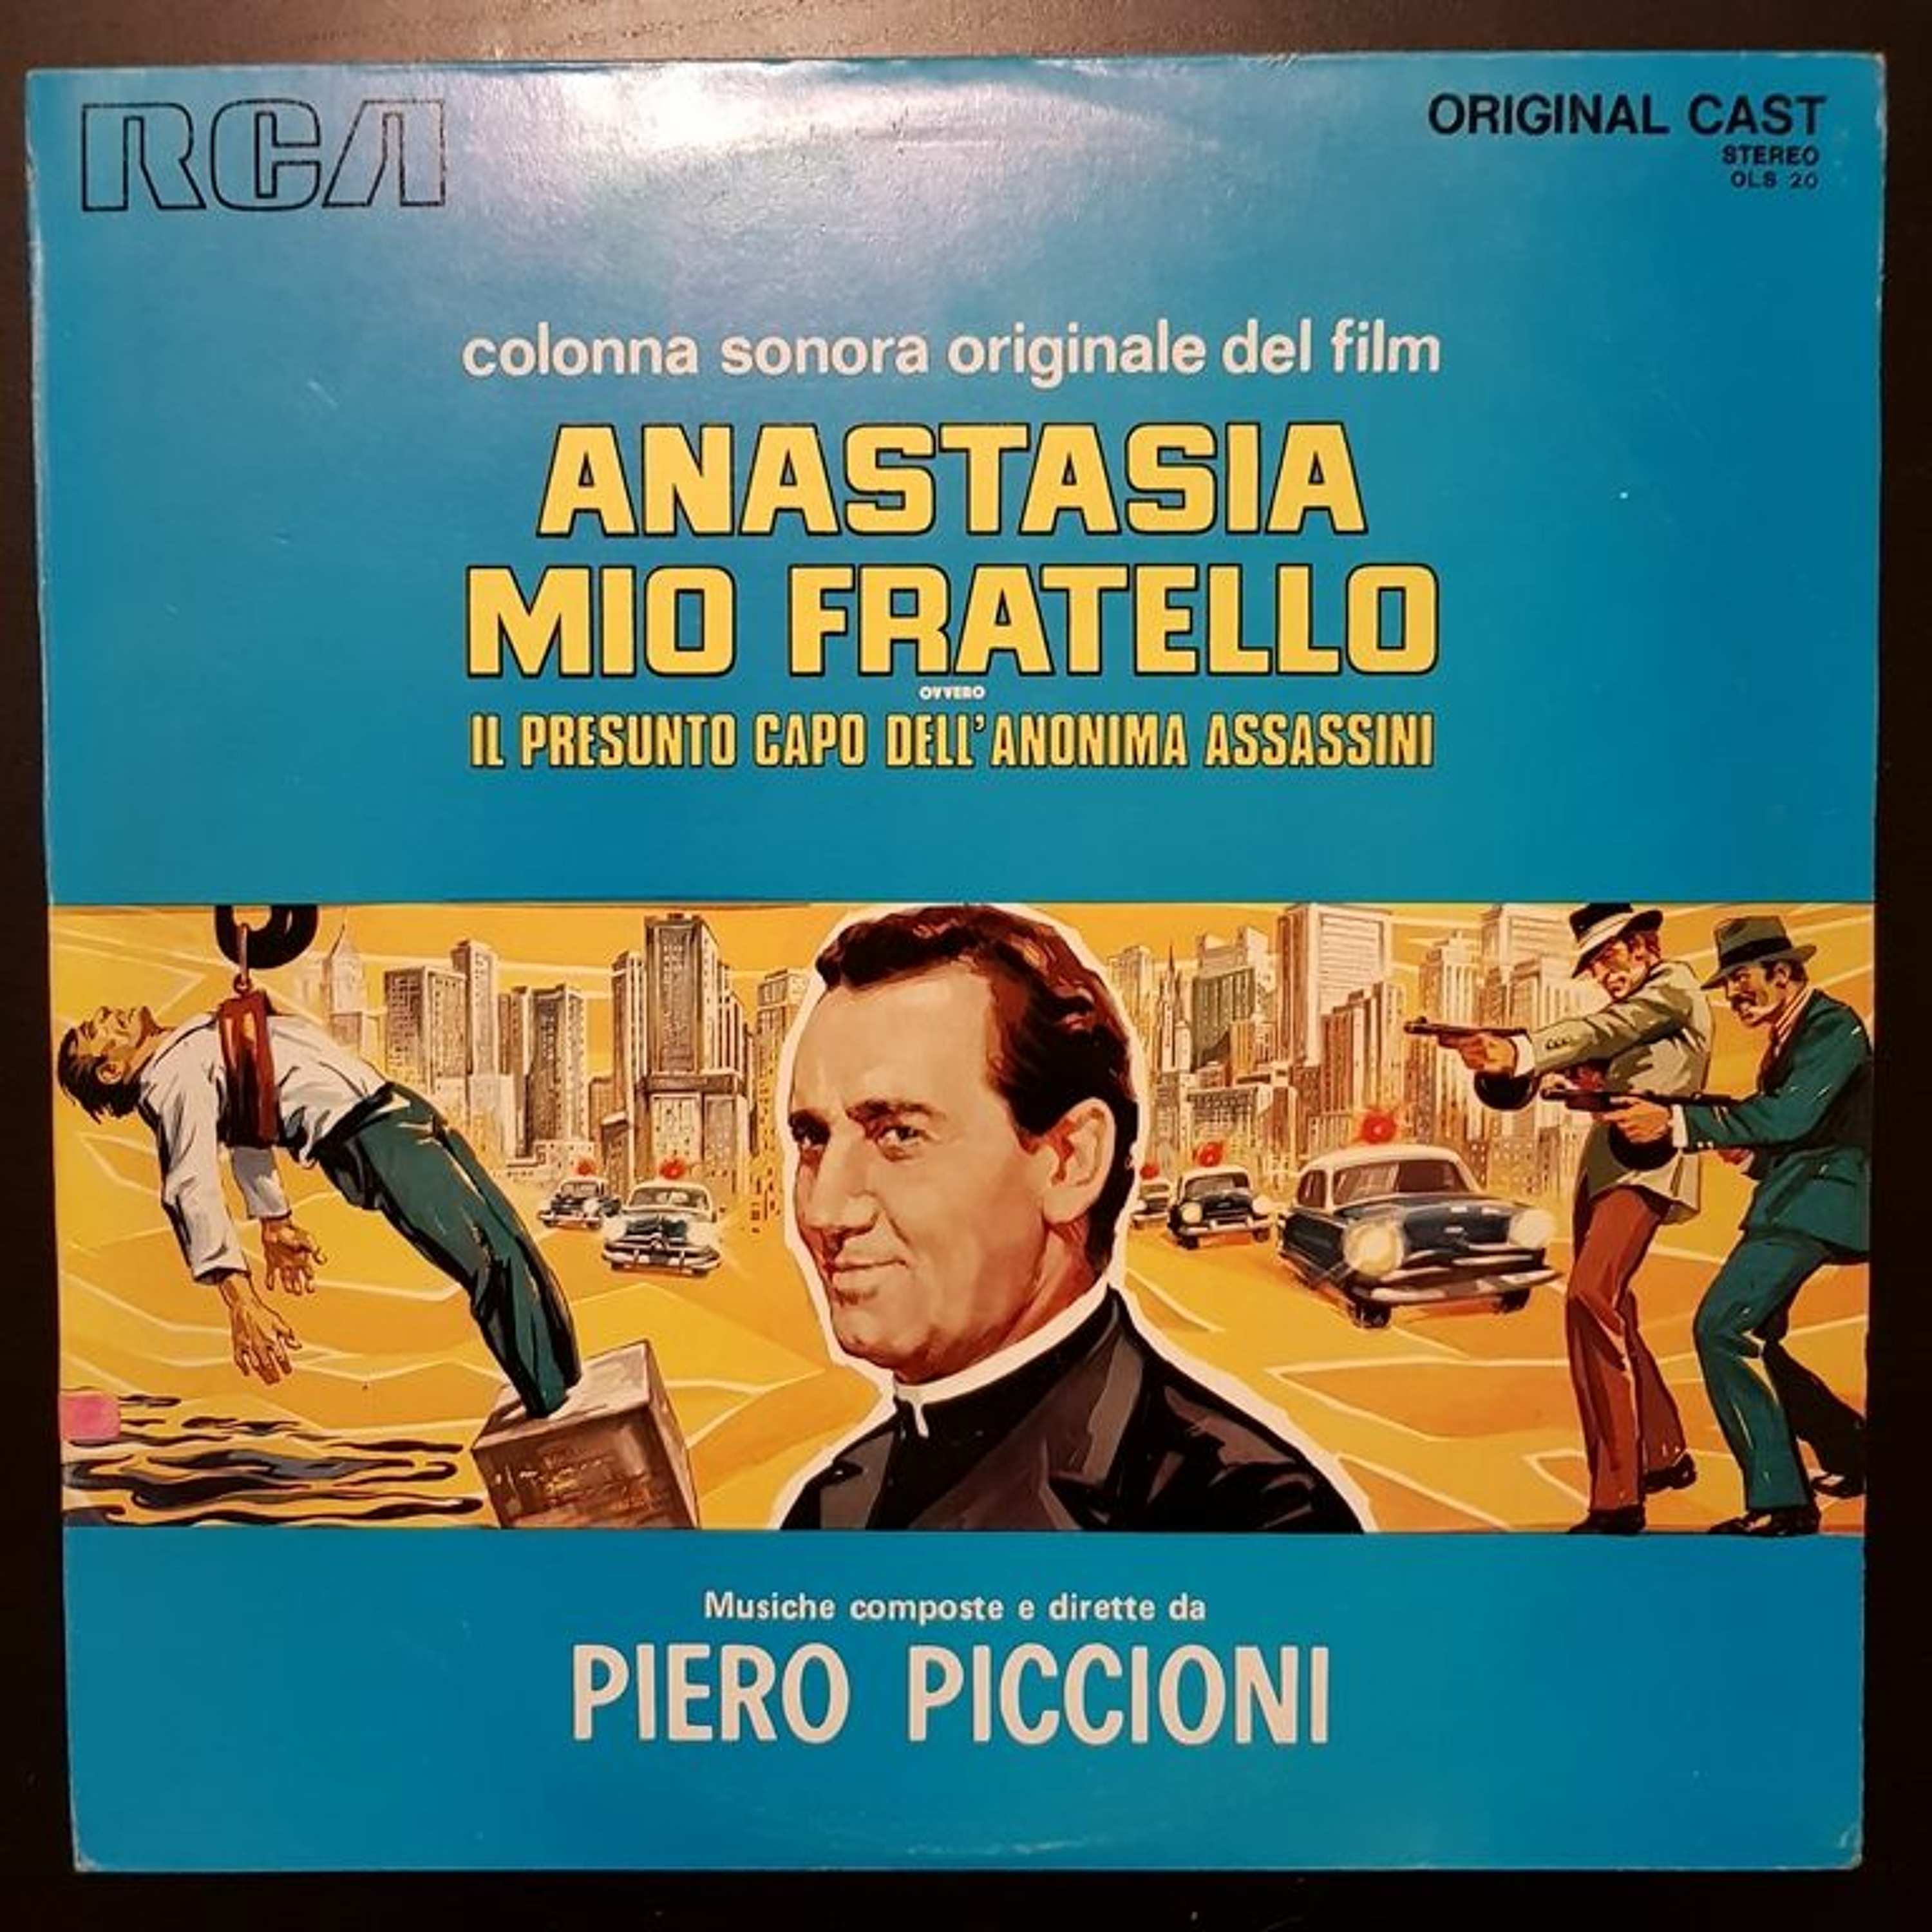 RCA
ORIGINAL CAST
STEREO
OLS 20
colonna sonora originale del film
ANASTASIA
MIO FRATELLO
OVVERO
IL PRESUNTO CAPO DELL'ANONIMA ASSASSINI
Musiche composte e dirette da
PIERO PICCIONI